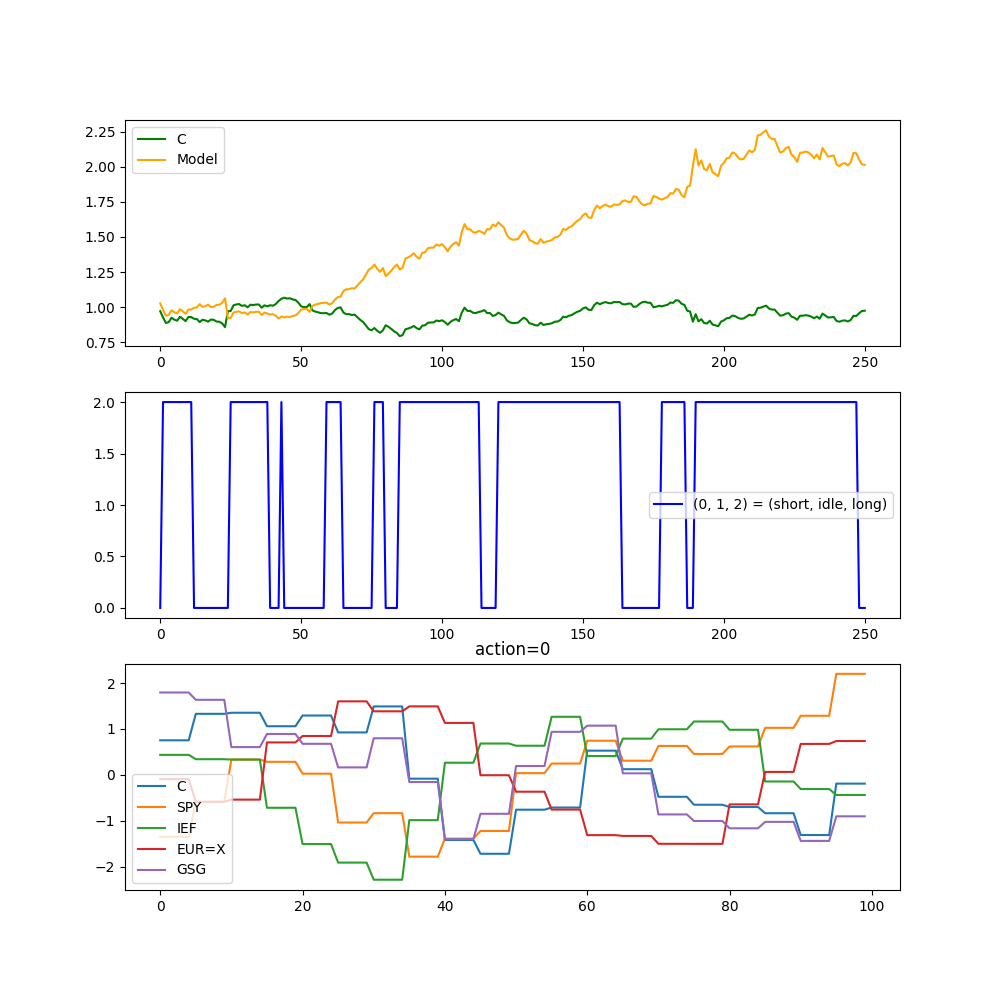 2.25
2.00
1.75
1.50
1.25
1.00
0.75
C
Model
0 50 100 150 200 250
2.0
1.5
1.0
0.5
0.0
(0, 1, 2) = (short, idle, long)
0 50 100 150 200 250
action=0
2
1
0
−1
−2
C
SPY
IEF
EUR=X
GSG
0 20 40 60 80 100